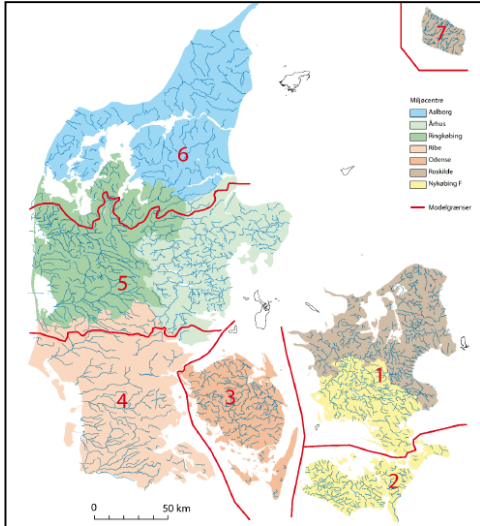 7
Miljøcentre
Aalborg
Århus
Ringkøbing
Ribe
Odense
Roskilde
Nykøbing F
Modelgrænser
6
5
1
3
4
2
0 50 km